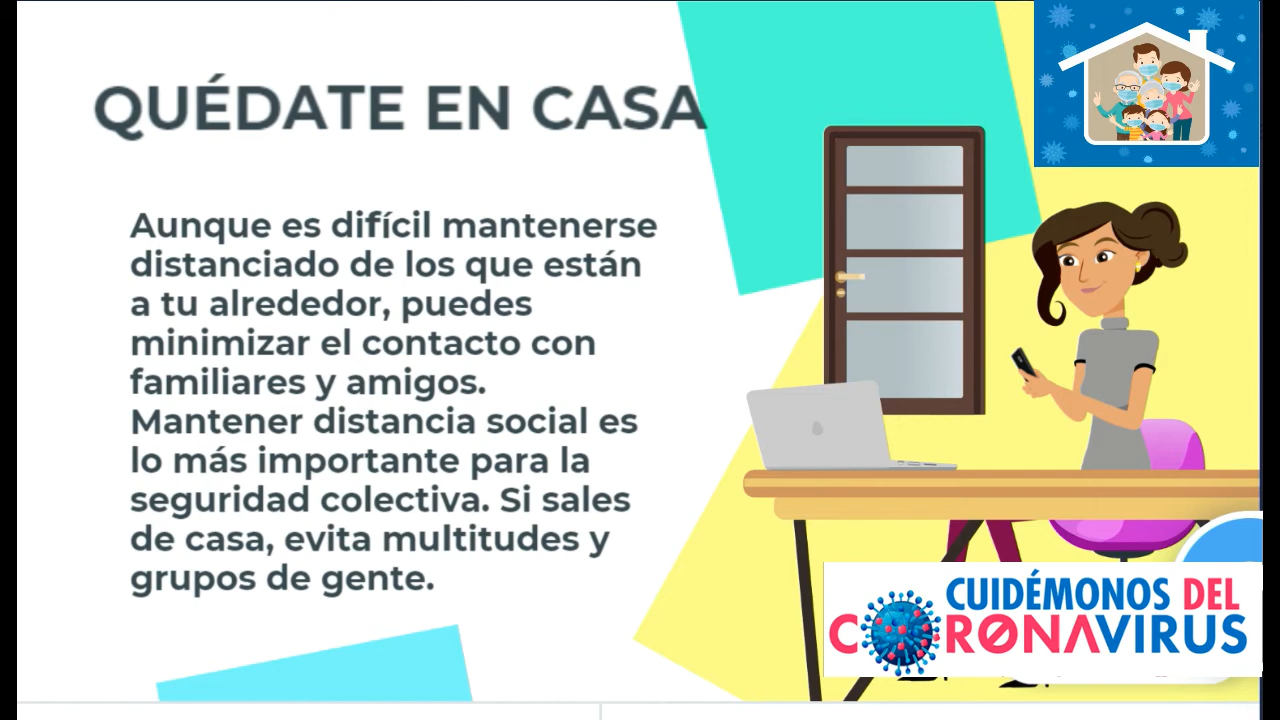 QUÉDATE EN CASA
Aunque es difícil mantenerse
distanciado de los que están
a tu alrededor, puedes
minimizar el contacto con
familiares y amigos.
Mantener distancia social es
lo más importante para la
seguridad colectiva. Si sales
de casa, evita multitudes y
grupos de gente.
CUIDÉMONOS DEL
CORONAVIRUS